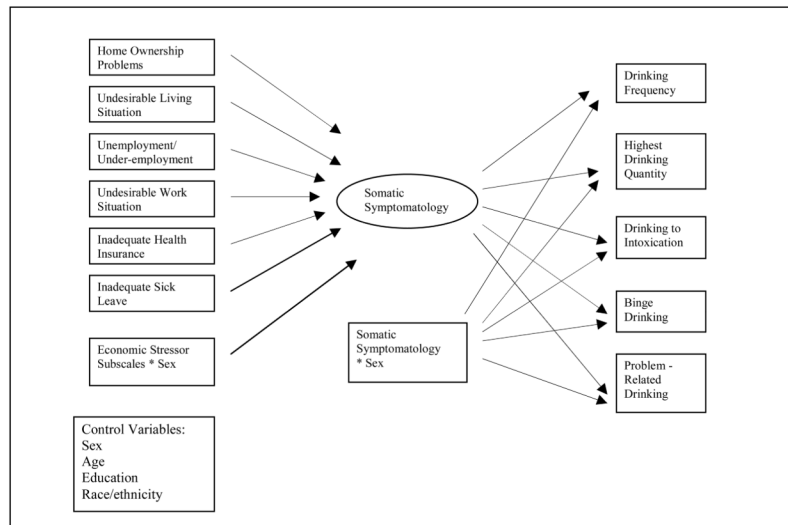 Home Ownership
Problems
Undesirable Living
Situation
Unemployment/
Under-employment
Undesirable Work
Situation
Inadequate Health
Insurance
Inadequate Sick
Leave
Economic Stressor
Subscales * Sex
Control Variables:
Sex
Age
Education
Race/ethnicity
Somatic
Symptomatology
Somatic
Symptomatology
* Sex
Drinking
Frequency
Highest
Drinking
Quantity
Drinking to
Intoxication
Binge
Drinking
Problem -
Related
Drinking